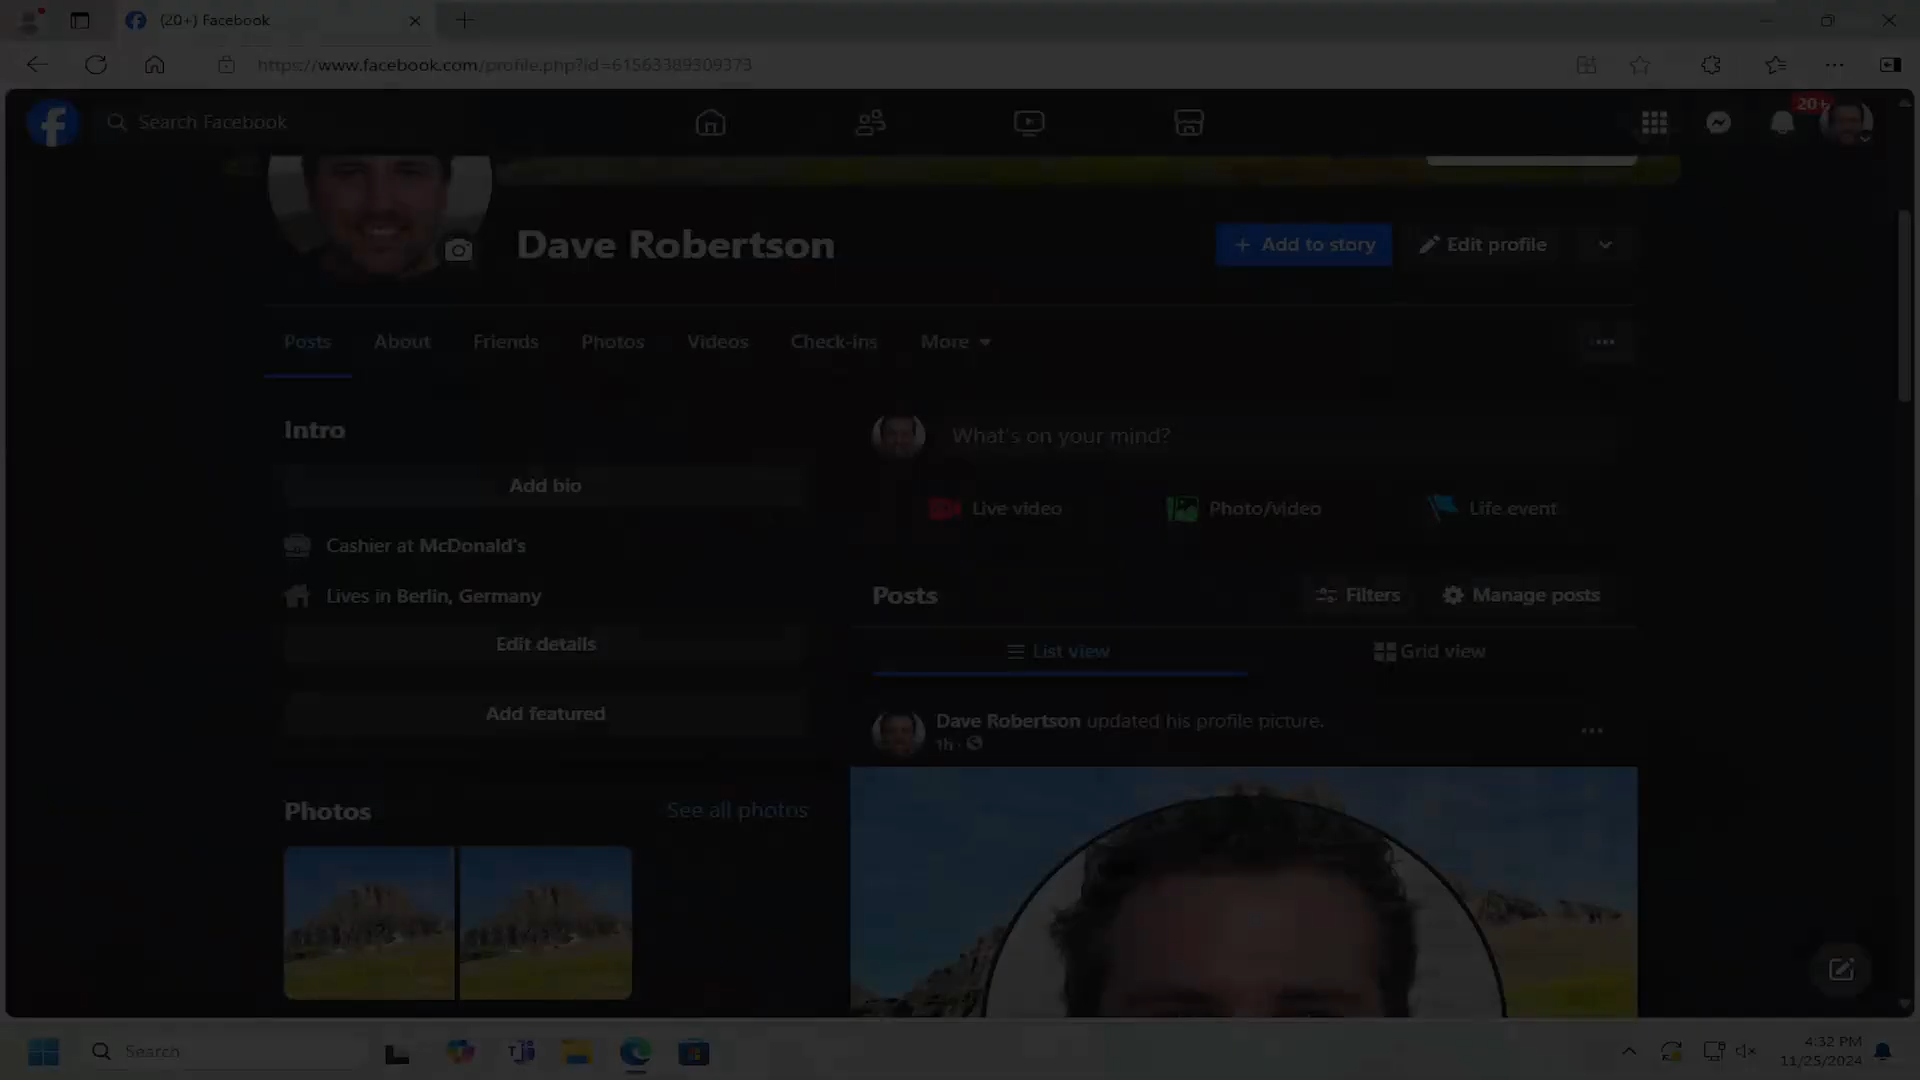 (20+) Facebook
https://www.facebook.com/profile.php?id=61563389309373
Search Facebook
20+
Dave Robertson
+ Add to story
Edit profile
Posts About Friends Photos Videos Check-ins More
Intro
What's on your mind?
Add bio
Live video Photo/video Life event
Cashier at McDonald's
Lives in Berlin, Germany
Posts Filters Manage posts
Edit details
List view Grid view
Add featured
Dave Robertson updated his profile picture.
1h ·
Photos See all photos
Search
4:32 PM
11/25/2024